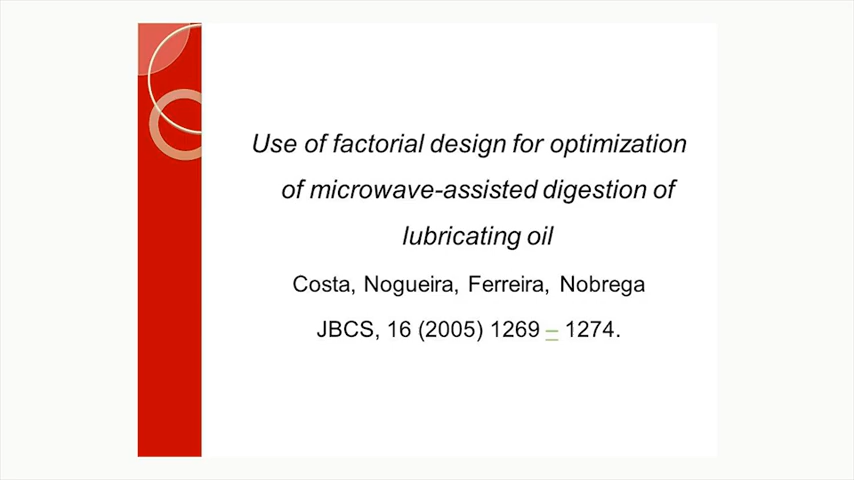 Use of factorial design for optimization
of microwave-assisted digestion of
lubricating oil
Costa, Nogueira, Ferreira, Nobrega
JBCS, 16 (2005) 1269 – 1274.